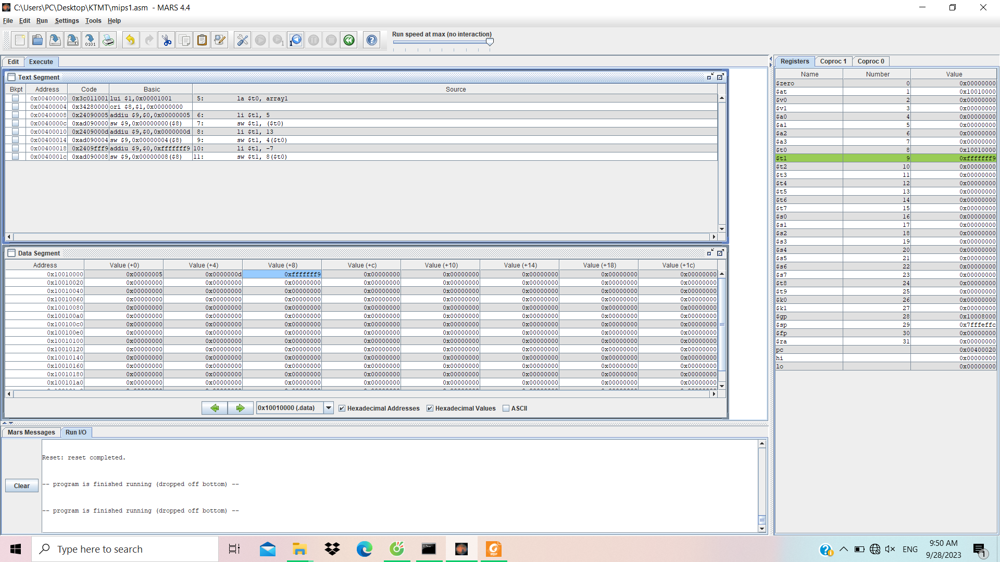 C:\Users\PC\Desktop\KTMT\mips1.asm - MARS 4.4
File Edit Run Settings Tools Help
Run speed at max (no interaction)
Edit Execute
Text Segment
Bkpt Address Code Basic Source
0x00400000 0x3c011001 lui $1,0x00001001 5: la $t0, array1
0x00400004 0x34280000 ori $8,$1,0x00000000
0x00400008 0x24090005 addiu $9,$0,0x00000005 6: li $t1, 5
0x0040000c 0xad090000 sw $9,0x00000000($8) 7: sw $t1, ($t0)
0x00400010 0x2409000d addiu $9,$0,0x0000000d 8: li $t1, 13
0x00400014 0xad090004 sw $9,0x00000004($8) 9: sw $t1, 4($t0)
0x00400018 0x2409fff9 addiu $9,$0,0xfffffff9 10: li $t1, -7
0x0040001c 0xad090008 sw $9,0x00000008($8) 11: sw $t1, 8($t0)
Data Segment
Address Value (+0) Value (+4) Value (+8) Value (+c) Value (+10) Value (+14) Value (+18) Value (+1c)
0x10010000 0x00000005 0x0000000d 0xfffffff9 0x00000000 0x00000000 0x00000000 0x00000000 0x00000000
0x10010020 0x00000000 0x00000000 0x00000000 0x00000000 0x00000000 0x00000000 0x00000000 0x00000000
0x10010040 0x00000000 0x00000000 0x00000000 0x00000000 0x00000000 0x00000000 0x00000000 0x00000000
0x10010060 0x00000000 0x00000000 0x00000000 0x00000000 0x00000000 0x00000000 0x00000000 0x00000000
0x10010080 0x00000000 0x00000000 0x00000000 0x00000000 0x00000000 0x00000000 0x00000000 0x00000000
0x100100a0 0x00000000 0x00000000 0x00000000 0x00000000 0x00000000 0x00000000 0x00000000 0x00000000
0x100100c0 0x00000000 0x00000000 0x00000000 0x00000000 0x00000000 0x00000000 0x00000000 0x00000000
0x100100e0 0x00000000 0x00000000 0x00000000 0x00000000 0x00000000 0x00000000 0x00000000 0x00000000
0x10010100 0x00000000 0x00000000 0x00000000 0x00000000 0x00000000 0x00000000 0x00000000 0x00000000
0x10010120 0x00000000 0x00000000 0x00000000 0x00000000 0x00000000 0x00000000 0x00000000 0x00000000
0x10010140 0x00000000 0x00000000 0x00000000 0x00000000 0x00000000 0x00000000 0x00000000 0x00000000
0x10010160 0x00000000 0x00000000 0x00000000 0x00000000 0x00000000 0x00000000 0x00000000 0x00000000
0x10010180 0x00000000 0x00000000 0x00000000 0x00000000 0x00000000 0x00000000 0x00000000 0x00000000
0x100101a0 0x00000000 0x00000000 0x00000000 0x00000000 0x00000000 0x00000000 0x00000000 0x00000000
0x10010000 (.data) Hexadecimal Addresses Hexadecimal Values ASCII
Mars Messages Run I/O
Clear
Reset: reset completed.
-- program is finished running (dropped off bottom) --
-- program is finished running (dropped off bottom) --
Registers Coproc 1 Coproc 0
Name Number Value
$zero 0 0x00000000
$at 1 0x10010000
$v0 2 0x00000000
$v1 3 0x00000000
$a0 4 0x00000000
$a1 5 0x00000000
$a2 6 0x00000000
$a3 7 0x00000000
$t0 8 0x10010000
$t1 9 0xfffffff9
$t2 10 0x00000000
$t3 11 0x00000000
$t4 12 0x00000000
$t5 13 0x00000000
$t6 14 0x00000000
$t7 15 0x00000000
$s0 16 0x00000000
$s1 17 0x00000000
$s2 18 0x00000000
$s3 19 0x00000000
$s4 20 0x00000000
$s5 21 0x00000000
$s6 22 0x00000000
$s7 23 0x00000000
$t8 24 0x00000000
$t9 25 0x00000000
$k0 26 0x00000000
$k1 27 0x00000000
$gp 28 0x10008000
$sp 29 0x7fffeffc
$fp 30 0x00000000
$ra 31 0x00000000
pc 0x00400020
hi 0x00000000
lo 0x00000000
Type here to search
ENG
9:50 AM
9/28/2023
1